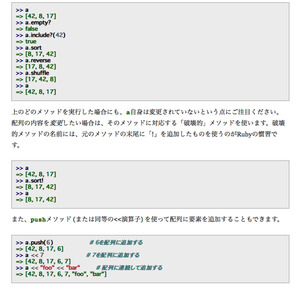 >> a
=> [42, 8, 17]
>> a.empty?
=> false
>> a.include?(42)
=> true
>> a.sort
=> [8, 17, 42]
>> a.reverse
=> [17, 8, 42]
>> a.shuffle
=> [17, 42, 8]
>> a
=> [42, 8, 17]
上のどのメソッドを実行した場合にも、a自身は変更されていないという点にご注目ください。
配列の内容を変更したい場合は、そのメソッドに対応する「破壊的」メソッドを使います。破壊
的メソッドの名前には、元のメソッドの末尾に「!」を追加したものを使うのがRubyの慣習で
す。
>> a
=> [42, 8, 17]
>> a.sort!
=> [8, 17, 42]
>> a
=> [8, 17, 42]
また、pushメソッド (または同等の<<演算子) を使って配列に要素を追加することもできます。
>> a.push(6) # 6を配列に追加する
=> [42, 8, 17, 6]
>> a << 7 # 7を配列に追加する
=> [42, 8, 17, 6, 7]
>> a << "foo" << "bar" # 配列に連続して追加する
=> [42, 8, 17, 6, 7, "foo", "bar"]